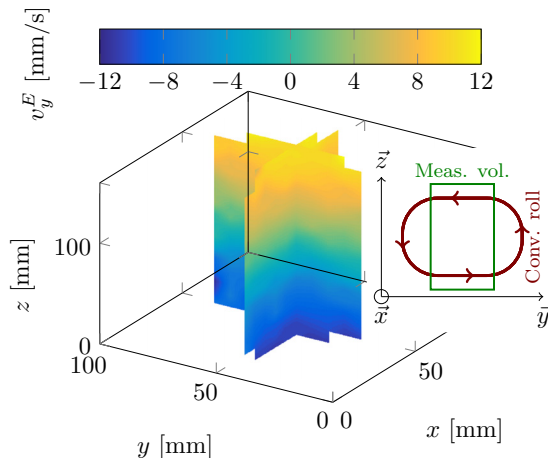 v_y^E [mm/s]
−12 −8 −4 0 4 8 12
z [mm]
100
0
100
50
0
y [mm]
0
50
x [mm]
z⃗
Meas. vol.
Conv. roll
x⃗
y⃗